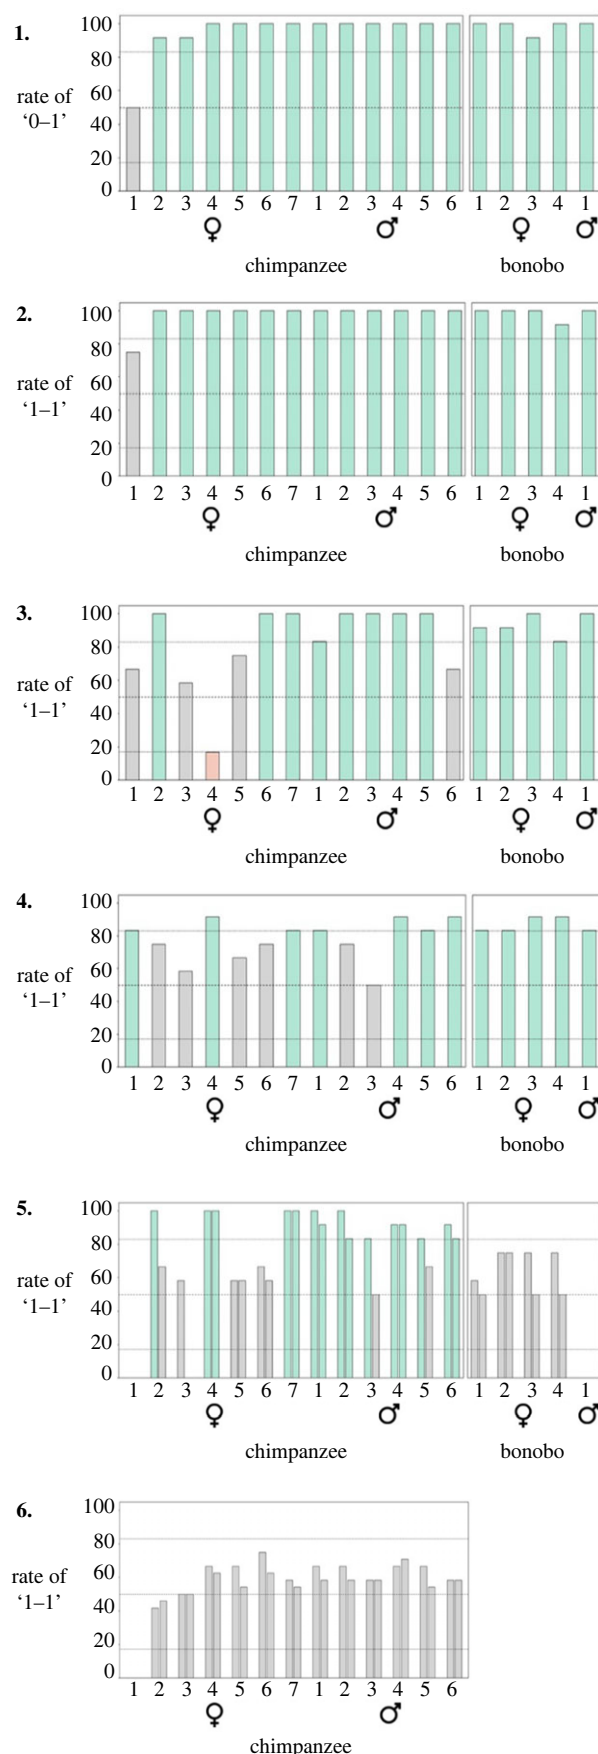 1.
rate of
‘0–1’
100
80
60
40
20
0
1 2 3 4 5 6 7 1 2 3 4 5 6 1 2 3 4 1
♀ ♂ ♀ ♂
chimpanzee bonobo
2.
rate of
‘1–1’
100
80
60
40
20
0
1 2 3 4 5 6 7 1 2 3 4 5 6 1 2 3 4 1
♀ ♂ ♀ ♂
chimpanzee bonobo
3.
rate of
‘1–1’
100
80
60
40
20
0
1 2 3 4 5 6 7 1 2 3 4 5 6 1 2 3 4 1
♀ ♂ ♀ ♂
chimpanzee bonobo
4.
rate of
‘1–1’
100
80
60
40
20
0
1 2 3 4 5 6 7 1 2 3 4 5 6 1 2 3 4 1
♀ ♂ ♀ ♂
chimpanzee bonobo
5.
rate of
‘1–1’
100
80
60
40
20
0
1 2 3 4 5 6 7 1 2 3 4 5 6 1 2 3 4 1
♀ ♂ ♀ ♂
chimpanzee bonobo
6.
rate of
‘1–1’
100
80
60
40
20
0
1 2 3 4 5 6 7 1 2 3 4 5 6
♀ ♂
chimpanzee